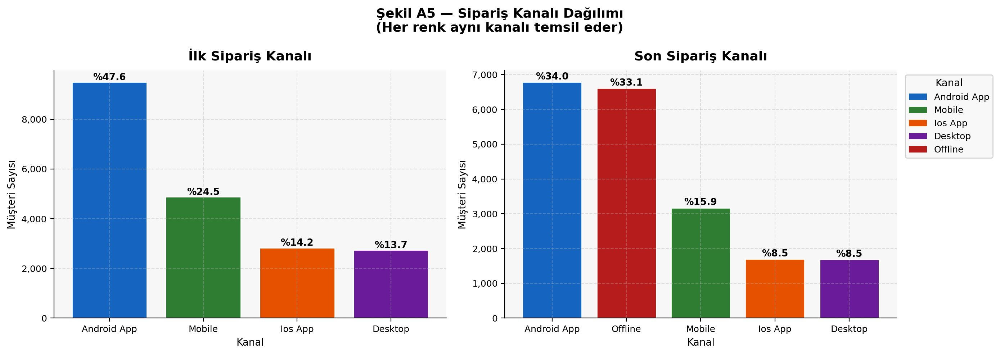 Şekil A5 — Sipariş Kanalı Dağılımı
(Her renk aynı kanalı temsil eder)
İlk Sipariş Kanalı
Müşteri Sayısı
8,000
6,000
4,000
2,000
0
%47.6
%24.5
%14.2
%13.7
Android App
Mobile
Ios App
Desktop
Kanal
Son Sipariş Kanalı
Müşteri Sayısı
7,000
6,000
5,000
4,000
3,000
2,000
1,000
0
%34.0
%33.1
%15.9
%8.5
%8.5
Android App
Offline
Mobile
Ios App
Desktop
Kanal
Kanal
Android App
Mobile
Ios App
Desktop
Offline